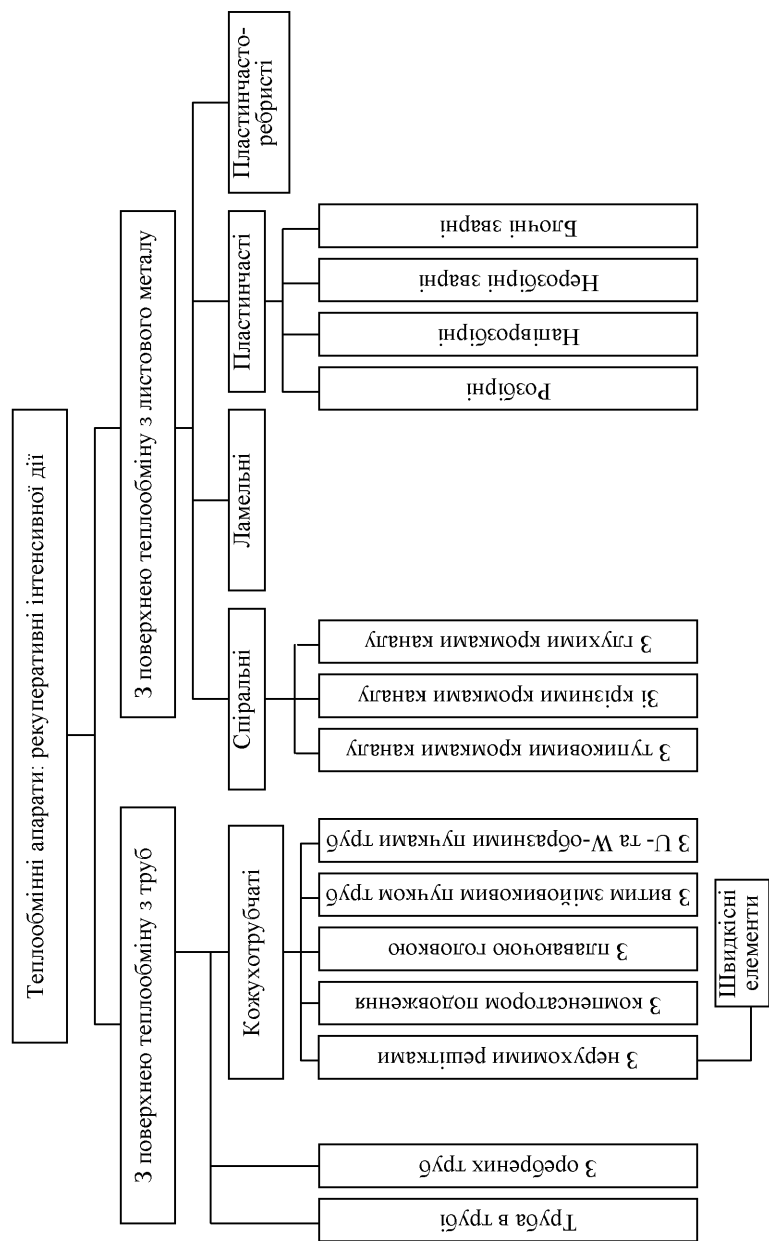 Теплообмінні апарати: рекуперативні інтенсивної дії
З поверхнею теплообміну з труб
З поверхнею теплообміну з листового металу
Кожухотрубчаті
Спіральні
Ламельні
Пластинчасті
Пластинчасто-
ребристі
Труба в трубі
З оребрених труб
З нерухомими решітками
З компенсатором подовження
З плаваючою головкою
З витим змійовиковим пучком труб
З U- та W-образними пучками труб
З тупиковими кромками каналу
Зі крізними кромками каналу
З глухими кромками каналу
Розбірні
Напіврозбірні
Нерозбірні зварні
Блочні зварні
Швидкісні
елементи